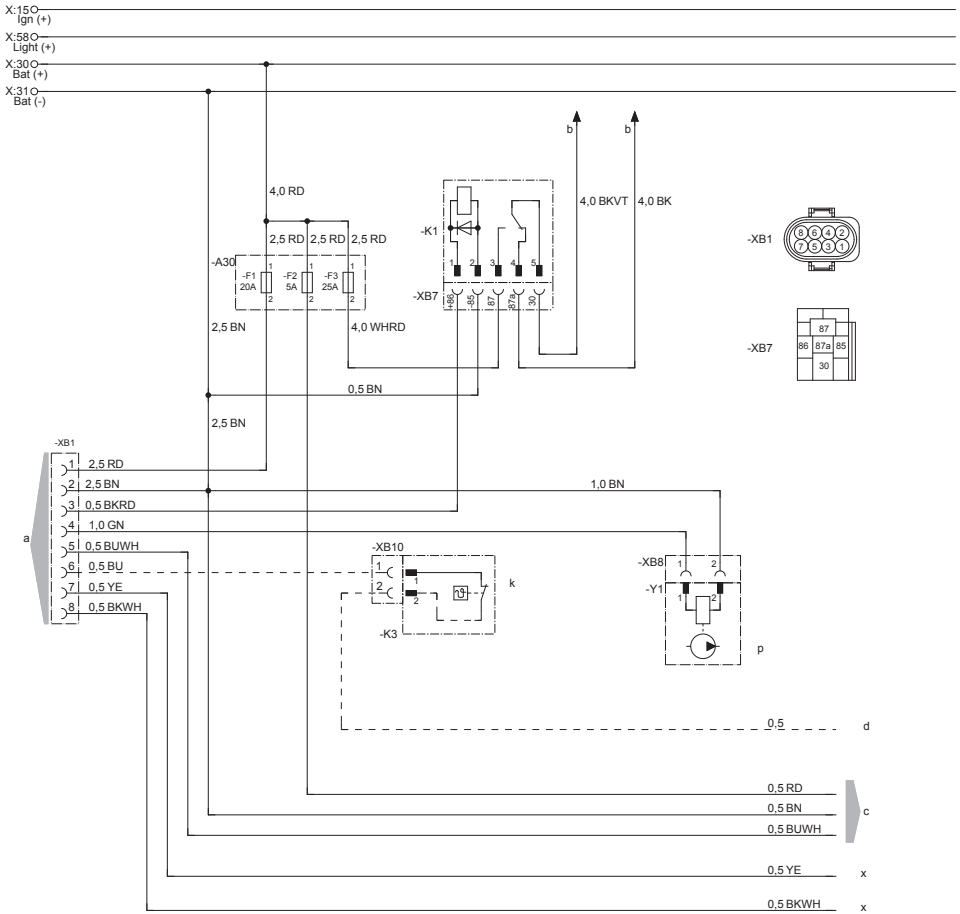 X:15
Ign (+)
X:58
Light (+)
X:30
Bat (+)
X:31
Bat (-)
b
b
4,0 RD
4,0 BKVT
4,0 BK
-K1
-XB1
8 6 4 2
7 5 3 1
2,5 RD
2,5 RD
2,5 RD
-A30
1
1
1
-F1
20A
-F2
5A
-F3
25A
2
2
2
1
2
3
4
5
-XB7
+86
-85
87
87a
30
2,5 BN
4,0 WHRD
-XB7
87
86
87a
85
30
0,5 BN
2,5 BN
-XB1
1
2,5 RD
2
2,5 BN
1,0 BN
3
0,5 BKRD
4
1,0 GN
a
5
0,5 BUWH
6
0,5 BU
7
0,5 YE
8
0,5 BKWH
-XB10
1
2
1
2
ϑ
k
-K3
-XB8
1
2
-Y1
1
2
p
0,5
d
0,5 RD
0,5 BN
c
0,5 BUWH
0,5 YE
x
0,5 BKWH
x